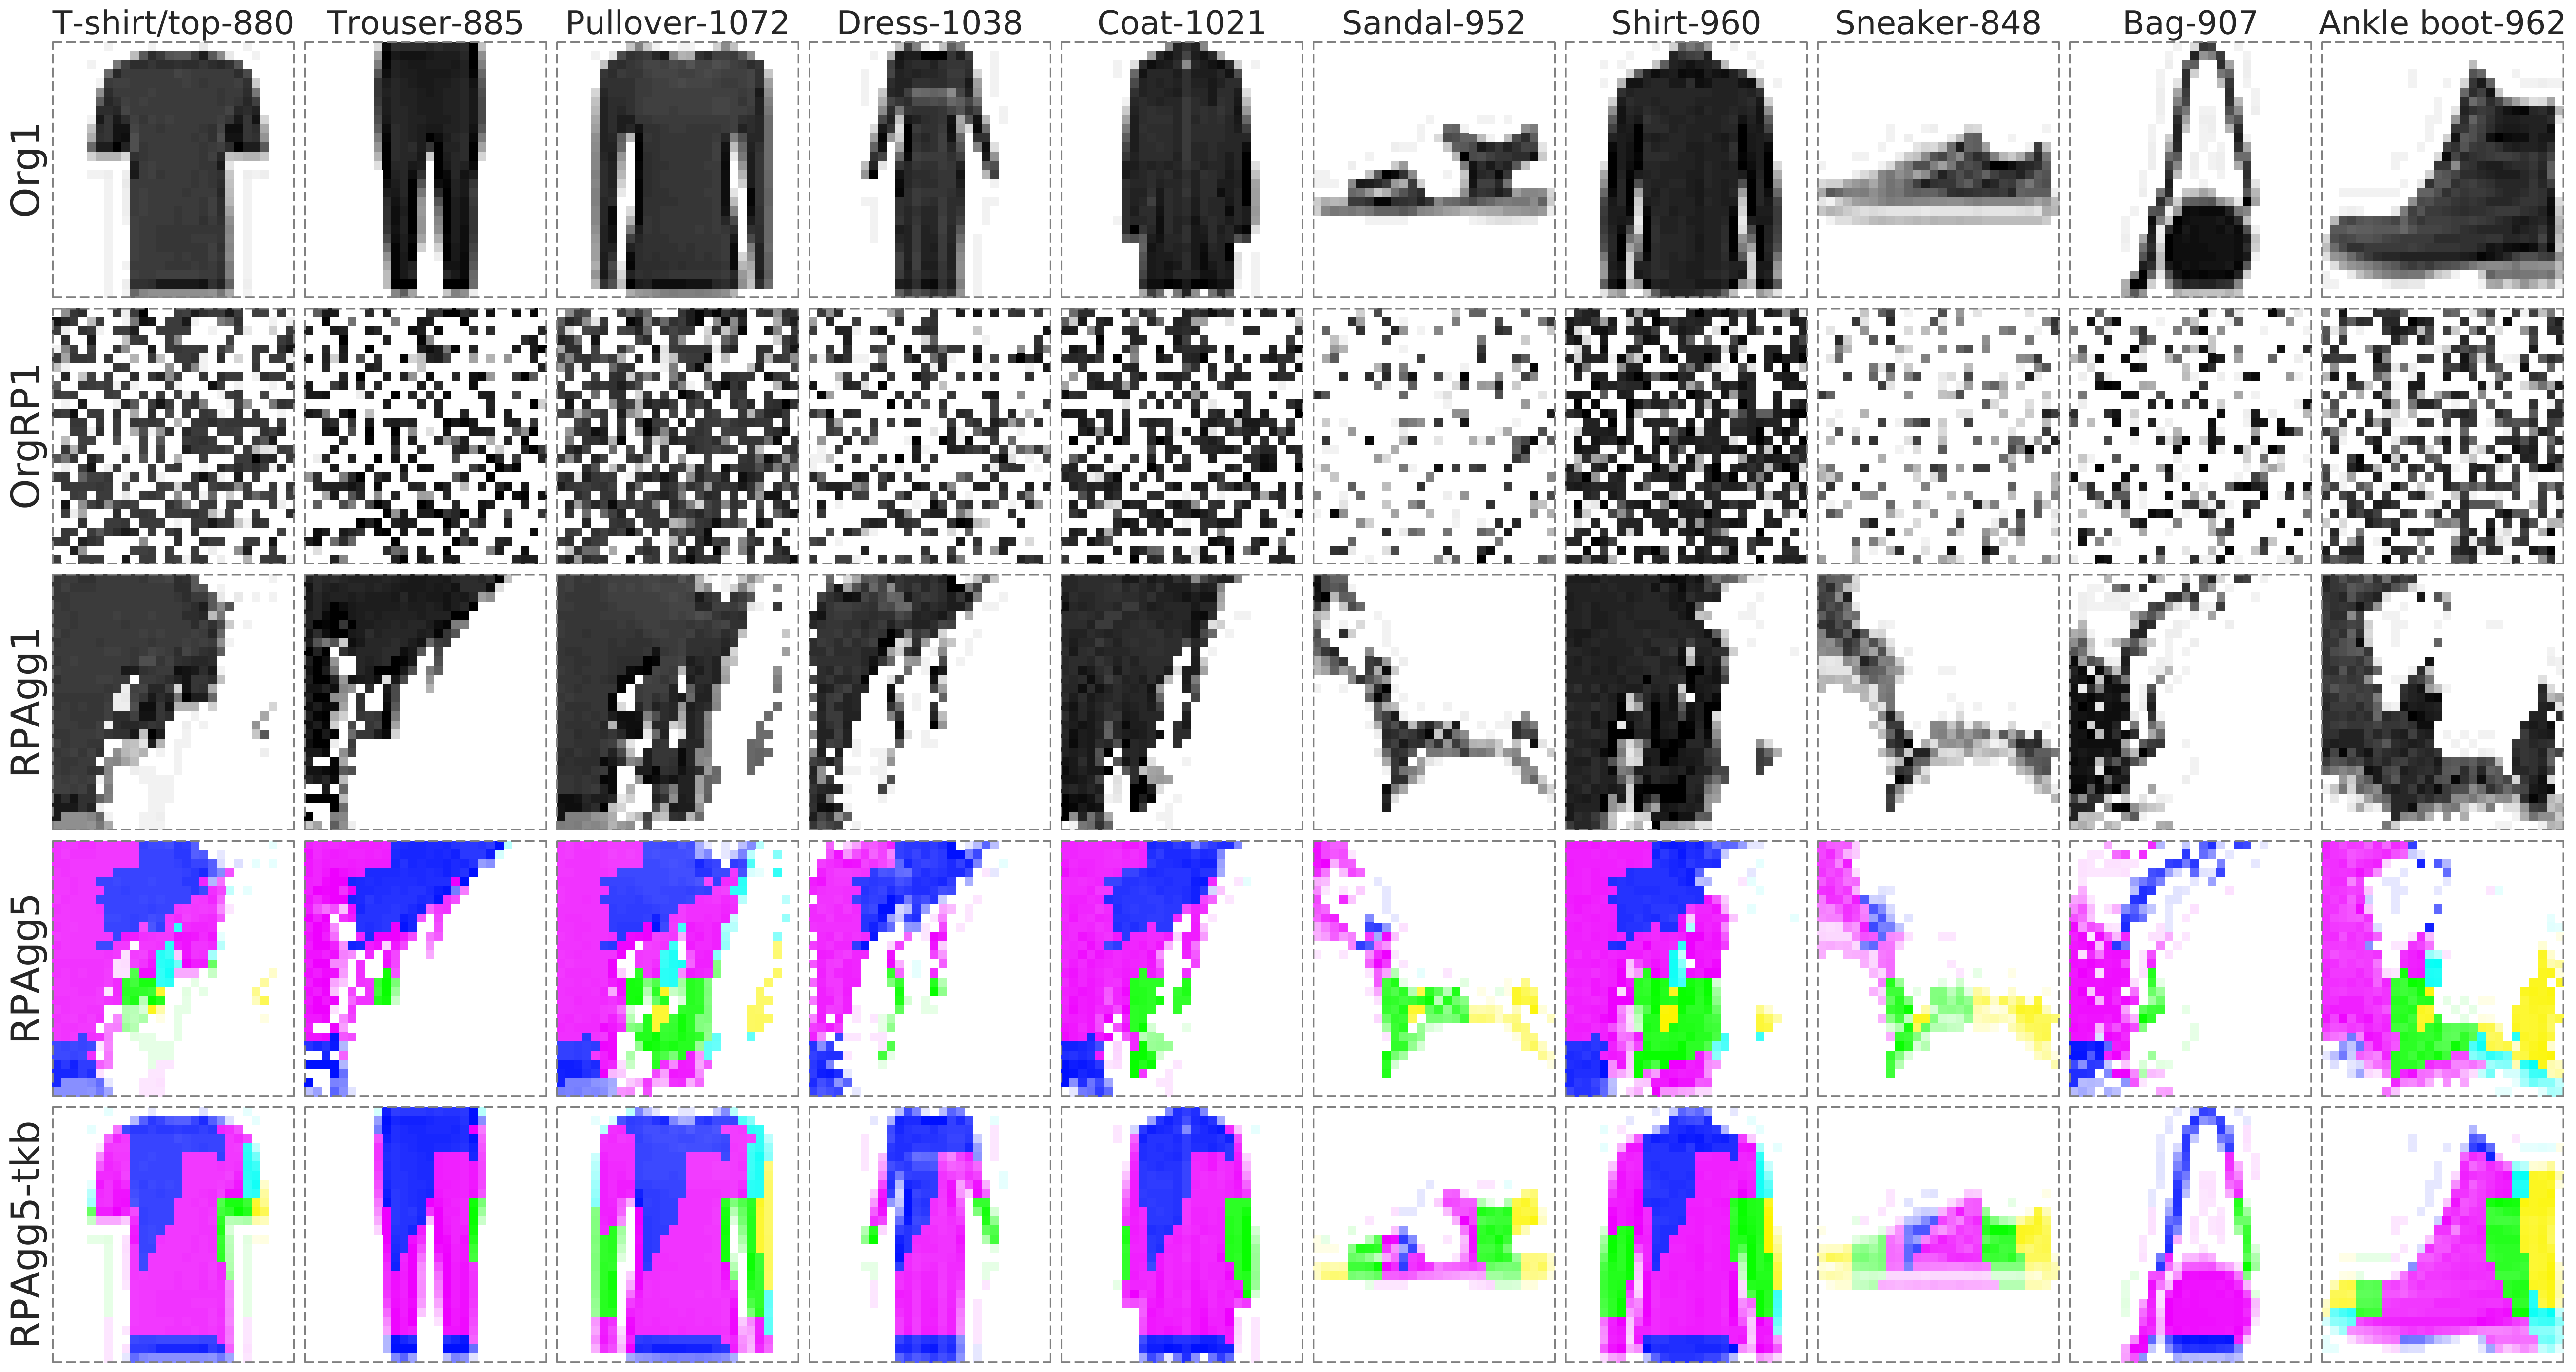 T-shirt/top-880 Trouser-885 Pullover-1072 Dress-1038 Coat-1021 Sandal-952 Shirt-960 Sneaker-848 Bag-907 Ankle boot-962
Org1
OrgRP1
RPAgg1
RPAgg5
RPAgg5-tkb